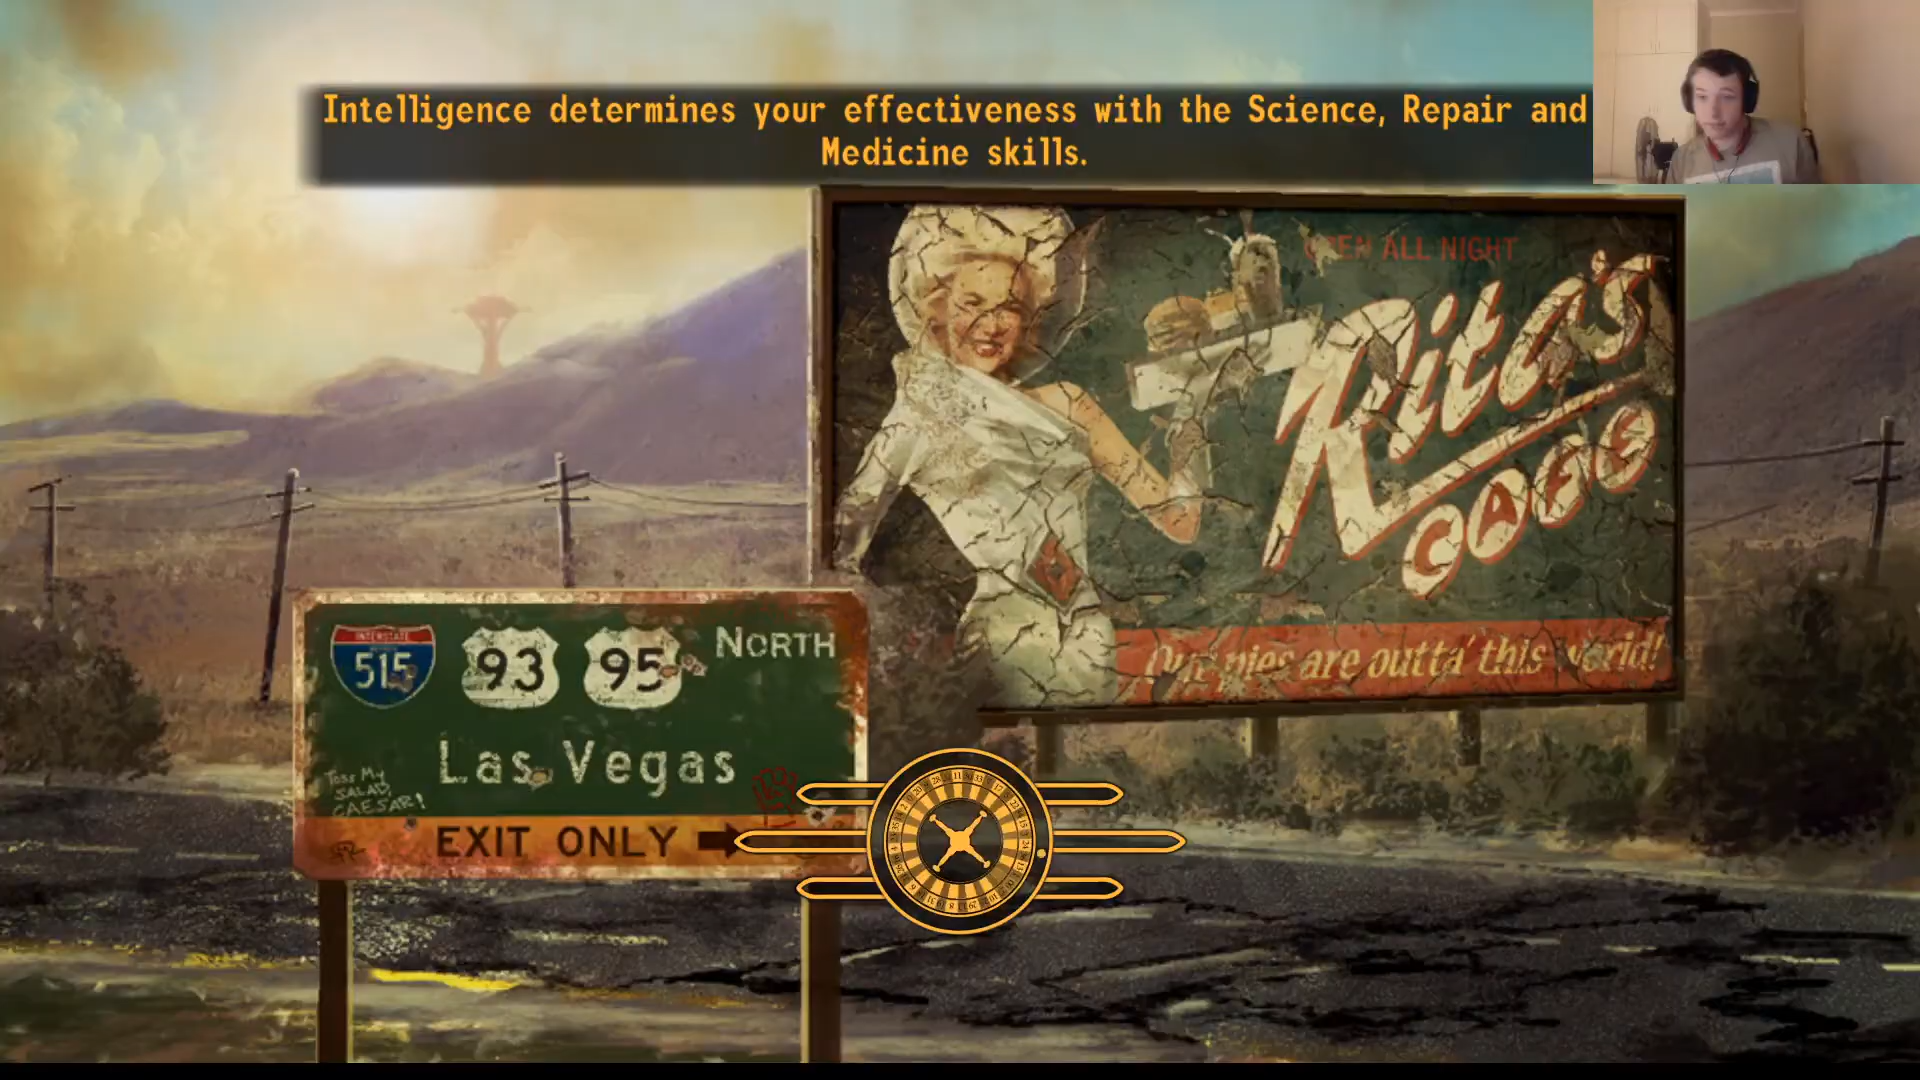 Intelligence determines your effectiveness with the Science, Repair and
Medicine skills.
OPEN ALL NIGHT
Rita's
CAFE
Our pies are outta' this world!
INTERSTATE
515
93
95
NORTH
Las Vegas
Toss My
SALAD,
CAESAR!
EXIT ONLY